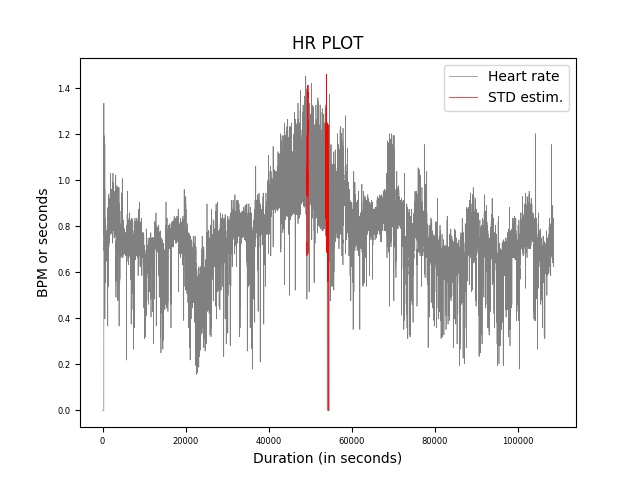 HR PLOT
Heart rate
STD estim.
BPM or seconds
1.4
1.2
1.0
0.8
0.6
0.4
0.2
0.0
0 20000 40000 60000 80000 100000
Duration (in seconds)